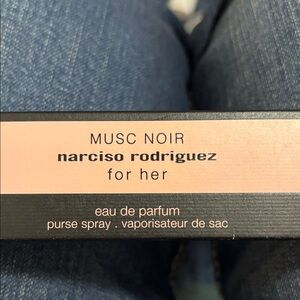 MUSC NOIR
narciso rodriguez
for her
eau de parfum
purse spray . vaporisateur de sac